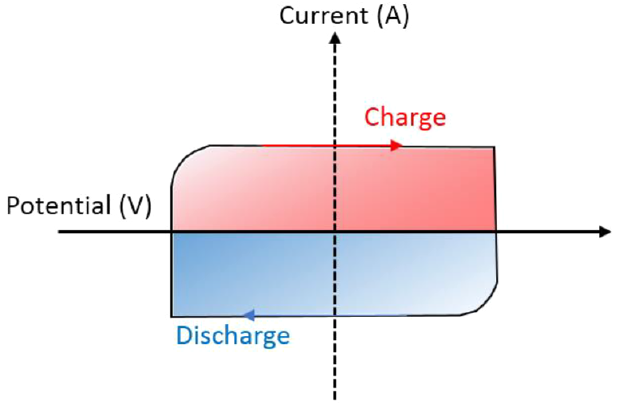 Current (A)
Charge
Potential (V)
Discharge